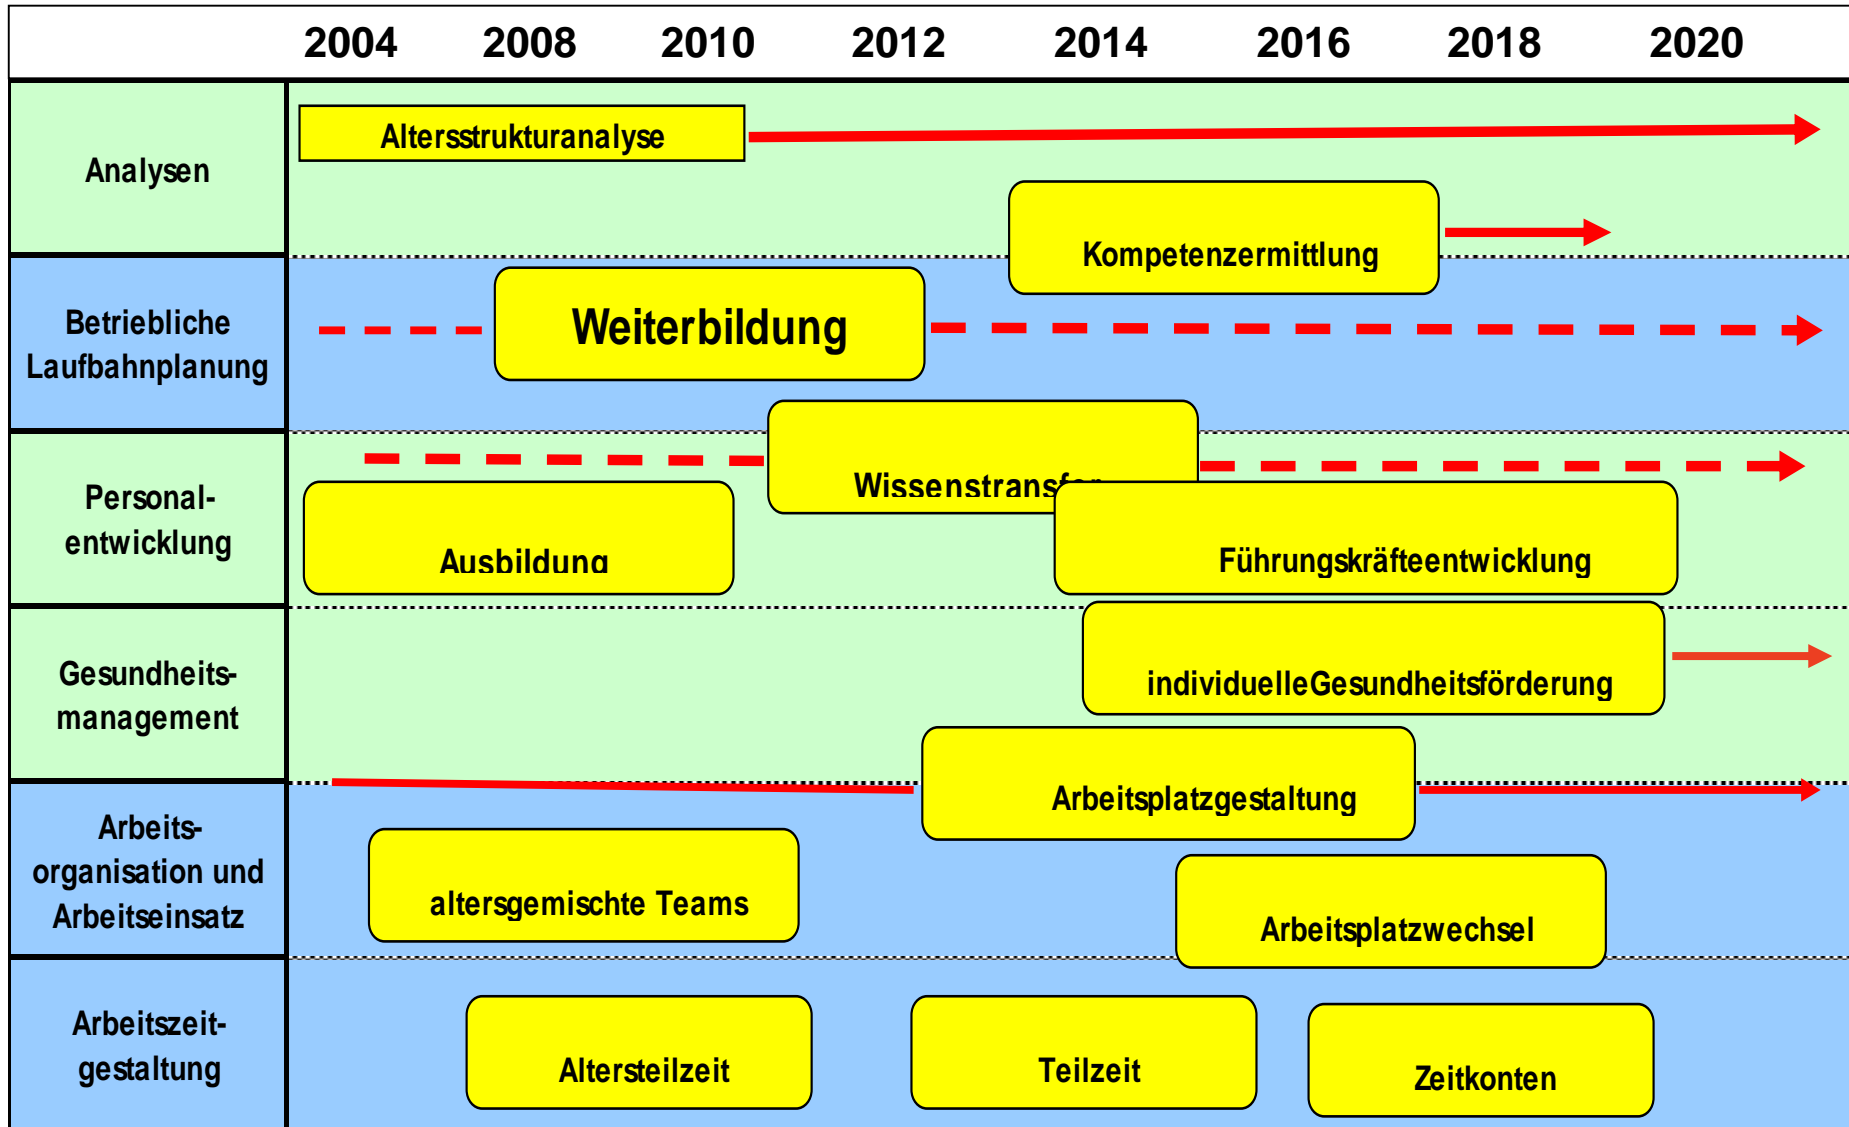 2004 2008 2010 2012 2014 2016 2018 2020
Analysen
Altersstrukturanalyse
Kompetenzermittlung
Betriebliche
Laufbahnplanung
Weiterbildung
Personal-
entwicklung
Wissenstransfer
Ausbildung
Führungskräfteentwicklung
Gesundheits-
management
individuelleGesundheitsförderung
Arbeitsplatzgestaltung
Arbeits-
organisation und
Arbeitseinsatz
altersgemischte Teams
Arbeitsplatzwechsel
Arbeitszeit-
gestaltung
Altersteilzeit
Teilzeit
Zeitkonten